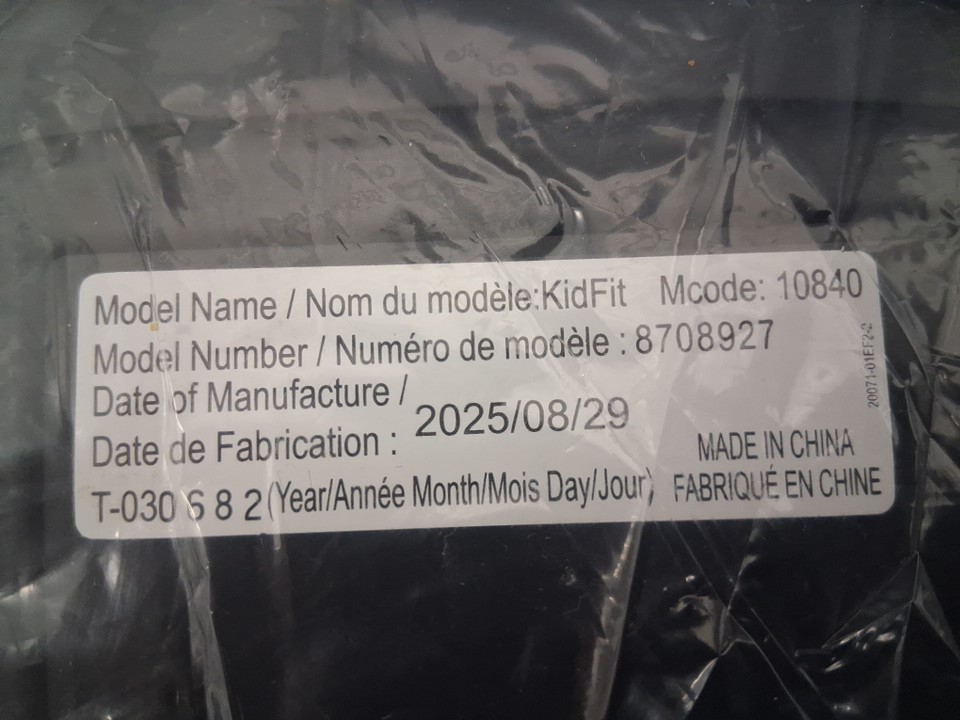 Model Name / Nom du modèle:KidFit Mcode: 10840
Model Number / Numéro de modèle : 8708927
Date of Manufacture /
Date de Fabrication : 2025/08/29
T-030 6 8 2 (Year/Année Month/Mois Day/Jour)
MADE IN CHINA
FABRIQUÉ EN CHINE
20071-01EF2-2